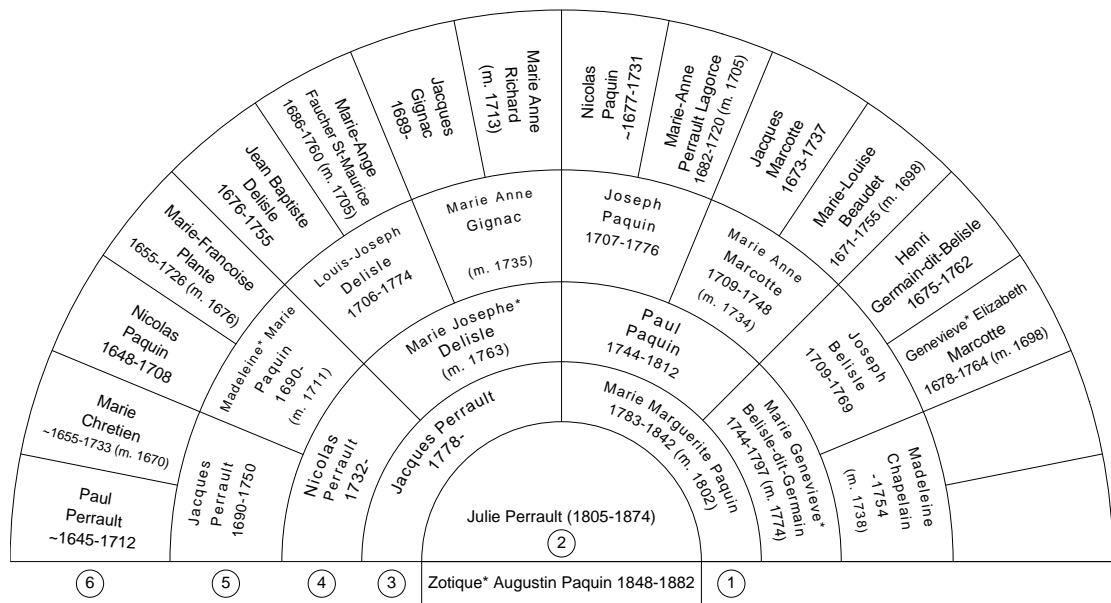 Paul
Perrault
~1645-1712
Marie
Chretien
~1655-1733 (m. 1670)
Nicolas
Paquin
1648-1708
Marie-Francoise
Plante
1655-1726 (m. 1676)
Jean Baptiste
Delisle
1676-1755
Marie-Ange
Faucher St-Maurice
1686-1760 (m. 1705)
Jacques
Gignac
1689-
Marie Anne
Richard
(m. 1713)
Nicolas
Paquin
~1677-1731
Marie-Anne
Perrault Lagorce
1682-1720 (m. 1705)
Jacques
Marcotte
1673-1737
Marie-Louise
Beaudet
1671-1755 (m. 1698)
Henri
Germain-dit-Belisle
1675-1762
Genevieve* Elizabeth
Marcotte
1678-1764 (m. 1698)
Jacques
Perrault
1690-1750
Madeleine* Marie
Paquin
1690-
(m. 1711)
Louis-Joseph
Delisle
1706-1774
Marie Anne
Gignac
(m. 1735)
Joseph
Paquin
1707-1776
Marie Anne
Marcotte
1709-1748
(m. 1734)
Joseph
Belisle
1709-1769
Madeleine
Chapelain
-1754
(m. 1738)
Nicolas
Perrault
1732-
Marie Josephe*
Delisle
(m. 1763)
Paul
Paquin
1744-1812
Marie Genevieve*
Belisle-dit-Germain
1744-1797 (m. 1774)
Jacques Perrault
1778-
Marie Marguerite Paquin
1783-1842 (m. 1802)
Julie Perrault (1805-1874)
2
6
5
4
3
Zotique* Augustin Paquin 1848-1882
1